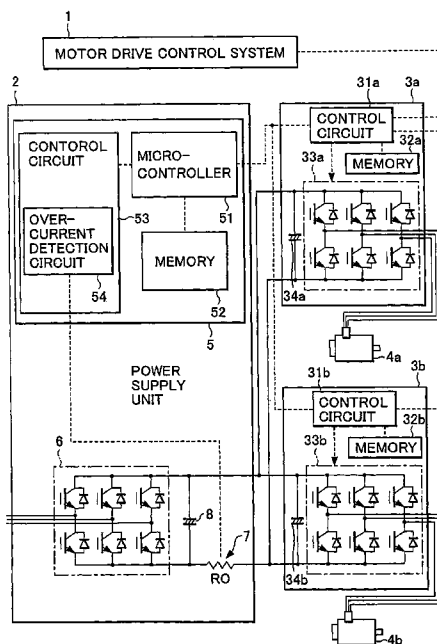 1
MOTOR DRIVE CONTROL SYSTEM
2
31a
3a
CONTROL
CIRCUIT
32a
MEMORY
33a
34a
4a
CONTOROL
CIRCUIT
MICRO-
CONTROLLER
53
51
OVER-
CURRENT
DETECTION
CIRCUIT
54
MEMORY
52
5
POWER
SUPPLY
UNIT
31b
3b
CONTROL
CIRCUIT
32b
MEMORY
33b
34b
4b
6
8
7
RO